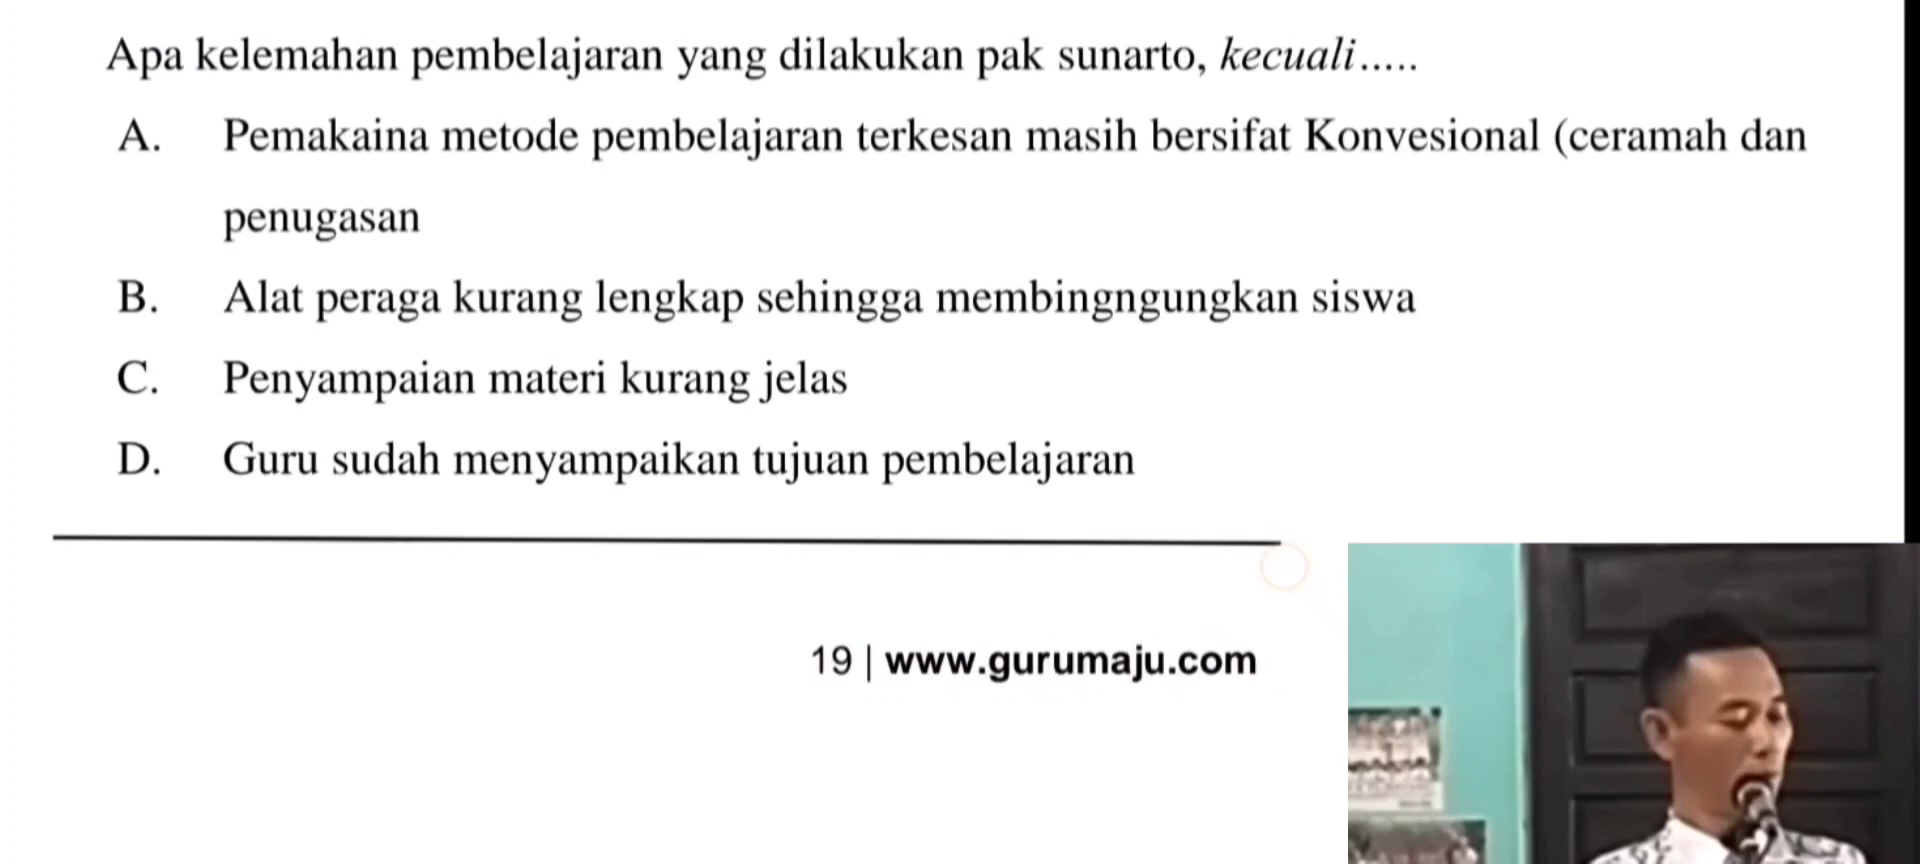 Apa kelemahan pembelajaran yang dilakukan pak sunarto, kecuali.....
A. Pemakaina metode pembelajaran terkesan masih bersifat Konvesional (ceramah dan
penugasan
B. Alat peraga kurang lengkap sehingga membingngungkan siswa
C. Penyampaian materi kurang jelas
D. Guru sudah menyampaikan tujuan pembelajaran
19 | www.gurumaju.com